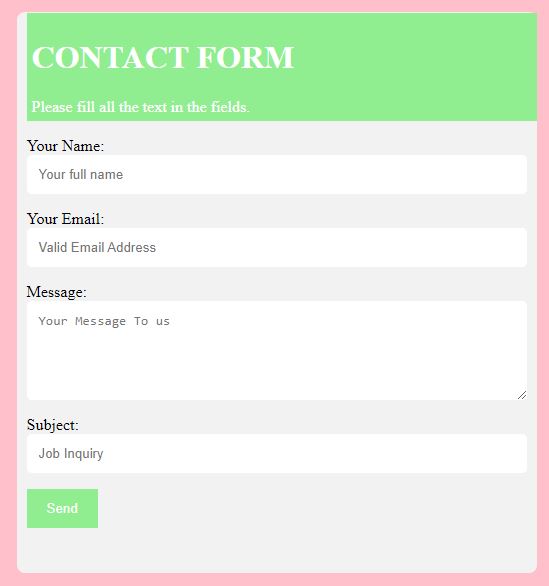 CONTACT FORM
Please fill all the text in the fields.
Your Name:
Your full name
Your Email:
Valid Email Address
Message:
Your Message To us
Subject:
Job Inquiry
Send